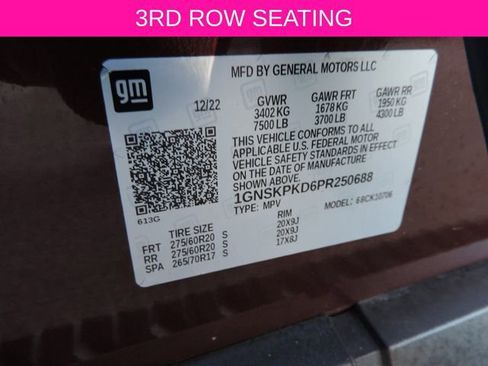 3RD ROW SEATING
gm
MFD BY GENERAL MOTORS LLC
12/22 GVWR GAWR FRT GAWR RR
3402 KG 1678 KG 1950 KG
7500 LB 3700 LB 4300 LB
THIS VEHICLE CONFORMS TO ALL
APPLICABLE U.S. FEDERAL MOTOR
VEHICLE SAFETY STANDARDS
IN EFFECT ON THE DATE
OF MANUFACTURE
1GNSKPKD6PR250688
TYPE: MPV MODEL: 6BCK10706
613G
TIRE SIZE RIM
FRT 275/60R20 S 20X9J
RR 275/60R20 S 20X9J
SPA 265/70R17 S 17X8J